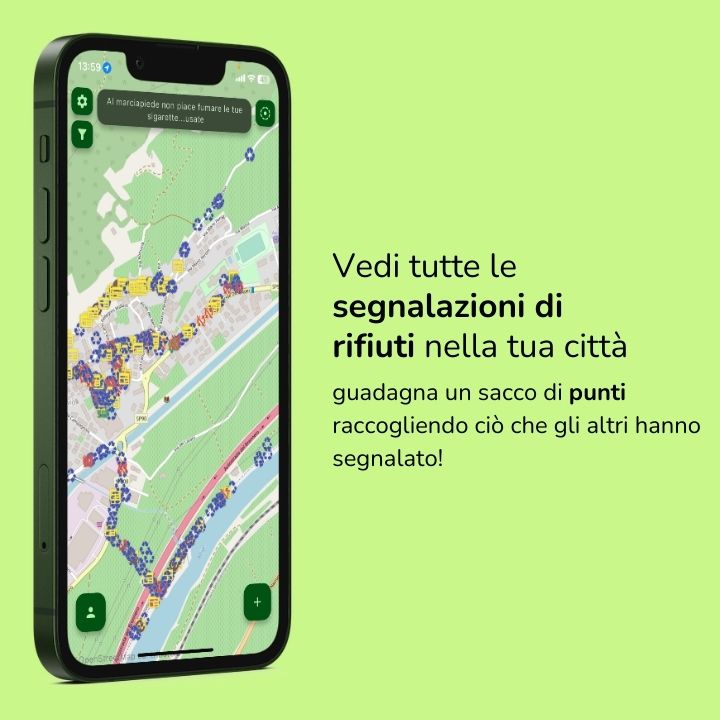 13:59
Al marciapiede non piace fumare le tue
sigarette...usate
SP90
OpenStreetMap
Vedi tutte le
segnalazioni di
rifiuti nella tua città
guadagna un sacco di punti
raccogliendo ciò che gli altri hanno
segnalato!